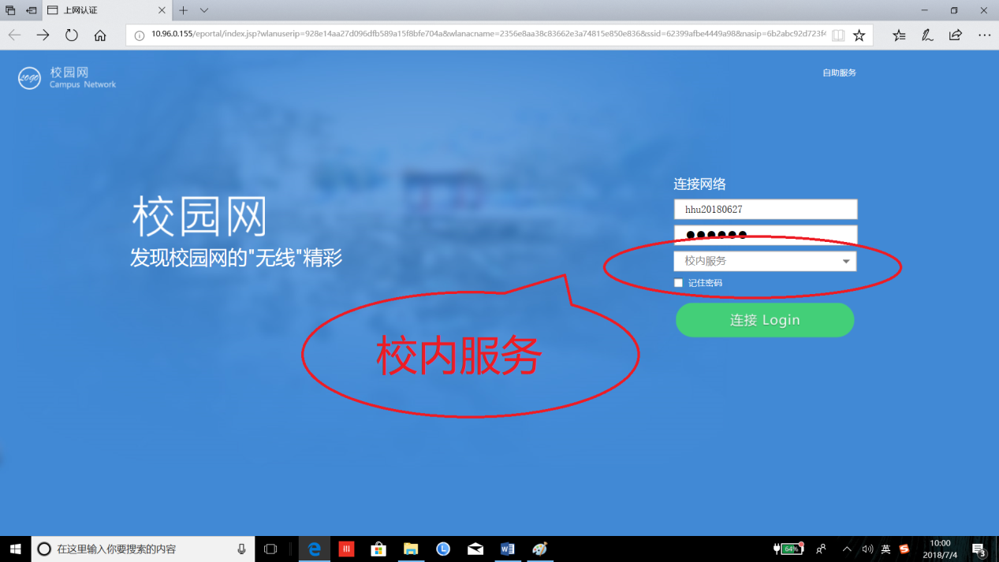 上网认证
10.96.0.155/eportal/index.jsp?wlanuserip=928e14aa27d096dfb589a15f8bfe704a&wlanacname=2356e8aa38c83662e3a74815e850e836&ssid=62399afbe4449a98&nasip=6b2abc92d723f4
LOGO
校园网
Campus Network
自助服务
校园网
发现校园网的"无线"精彩
连接网络
hhu20180627
校内服务
记住密码
连接 Login
校内服务
在这里输入你要搜索的内容
64%
英
10:00
2018/7/4
3